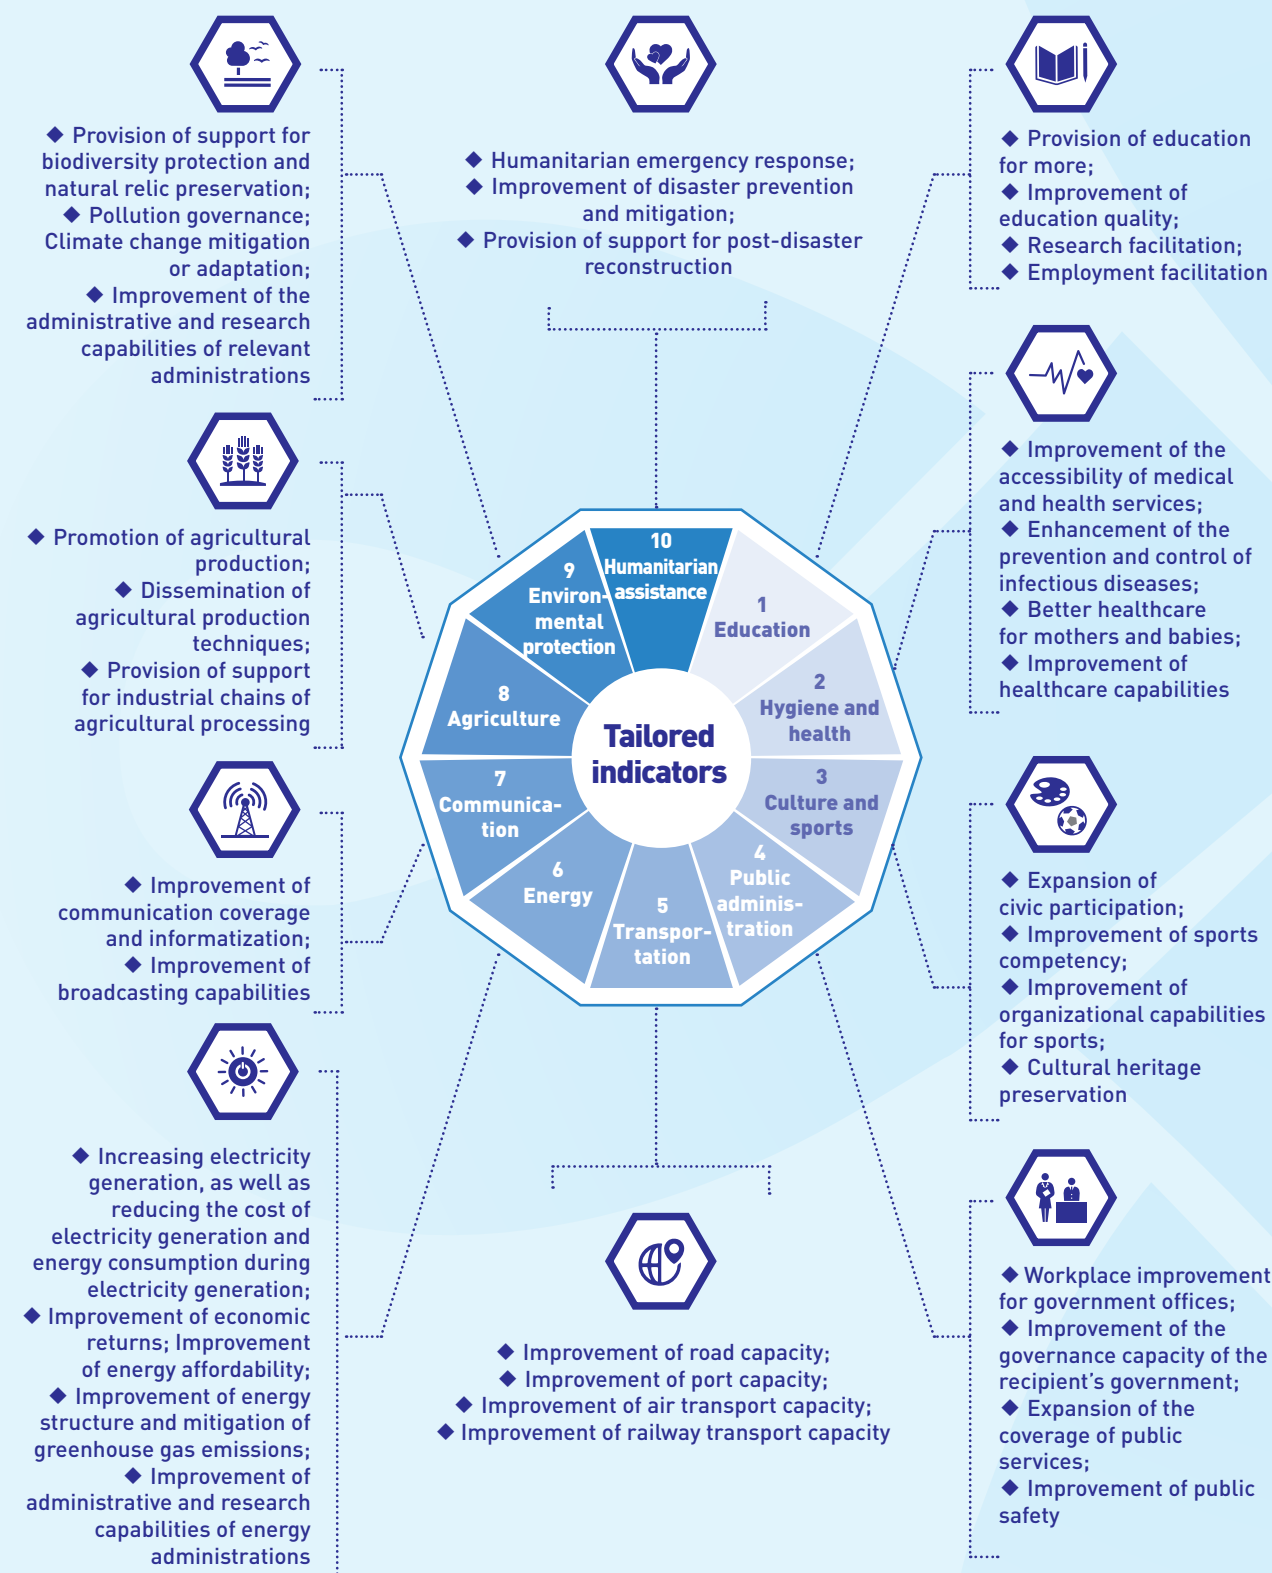 ◆ Provision of support for
biodiversity protection and
natural relic preservation;
◆ Pollution governance;
Climate change mitigation
or adaptation;
◆ Improvement of the
administrative and research
capabilities of relevant
administrations
◆ Humanitarian emergency response;
◆ Improvement of disaster prevention
and mitigation;
◆ Provision of support for post-disaster
reconstruction
◆ Provision of education
for more;
◆ Improvement of
education quality;
◆ Research facilitation;
◆ Employment facilitation
◆ Promotion of agricultural
production;
◆ Dissemination of
agricultural production
techniques;
◆ Provision of support
for industrial chains of
agricultural processing
◆ Improvement of the
accessibility of medical
and health services;
◆ Enhancement of the
prevention and control of
infectious diseases;
◆ Better healthcare
for mothers and babies;
◆ Improvement of
healthcare capabilities
Tailored
indicators
1
Education
2
Hygiene and
health
3
Culture and
sports
4
Public
adminis-
tration
5
Transpor-
tation
6
Energy
7
Communica-
tion
8
Agriculture
9
Environ-
mental
protection
10
Humanitarian
assistance
◆ Improvement of
communication coverage
and informatization;
◆ Improvement of
broadcasting capabilities
◆ Expansion of
civic participation;
◆ Improvement of sports
competency;
◆ Improvement of
organizational capabilities
for sports;
◆ Cultural heritage
preservation
◆ Increasing electricity
generation, as well as
reducing the cost of
electricity generation and
energy consumption during
electricity generation;
◆ Improvement of economic
returns; Improvement
of energy affordability;
◆ Improvement of energy
structure and mitigation of
greenhouse gas emissions;
◆ Improvement of
administrative and research
capabilities of energy
administrations
◆ Improvement of road capacity;
◆ Improvement of port capacity;
◆ Improvement of air transport capacity;
◆ Improvement of railway transport capacity
◆ Workplace improvement
for government offices;
◆ Improvement of the
governance capacity of the
recipient's government;
◆ Expansion of the
coverage of public
services;
◆ Improvement of public
safety